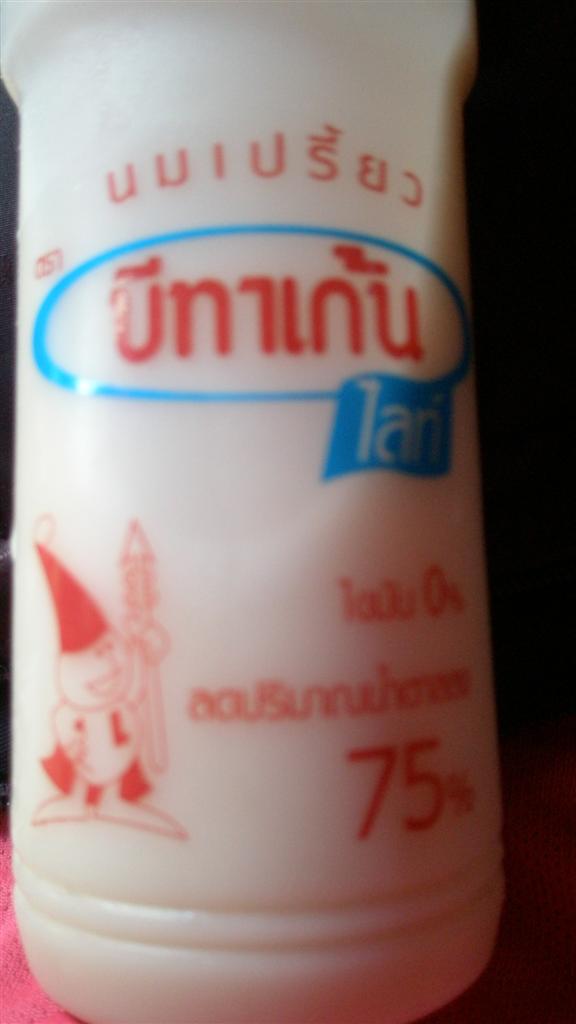 นมเปรี้ยว
ตรา
บีทาเก้น
ไลท์
ไขมัน 0%
ลดปริมาณน้ำตาลลง
75%
L